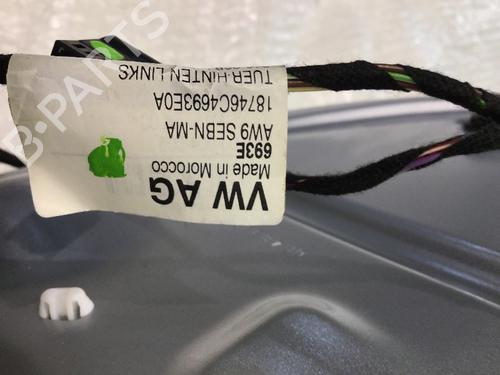 VW AG
Made in Morocco
693E
AW9 SEBN-MA
18746C4693E0A
TUER-HINTEN LINKS
B-PARTS